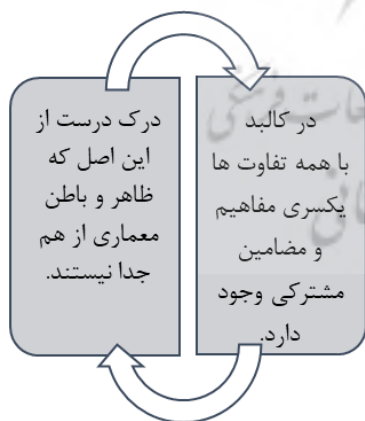 در کالبد
با همه تفاوت ها
یکسری مفاهیم
و مضامین
مشترکی وجود
دارد.
درک درست از
این اصل که
ظاهر و باطن
معماری از هم
جدا نیستند.